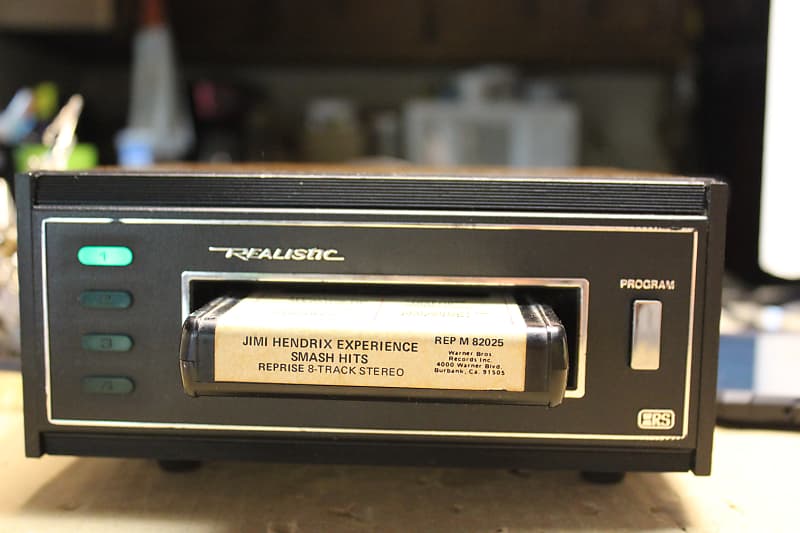 1
2
3
4
REALISTIC
PROGRAM
JIMI HENDRIX EXPERIENCE
SMASH HITS
REPRISE 8-TRACK STEREO
REP M 82025
Warner Bros.
Records Inc.
4000 Warner Blvd.
Burbank, Ca. 91505
RS